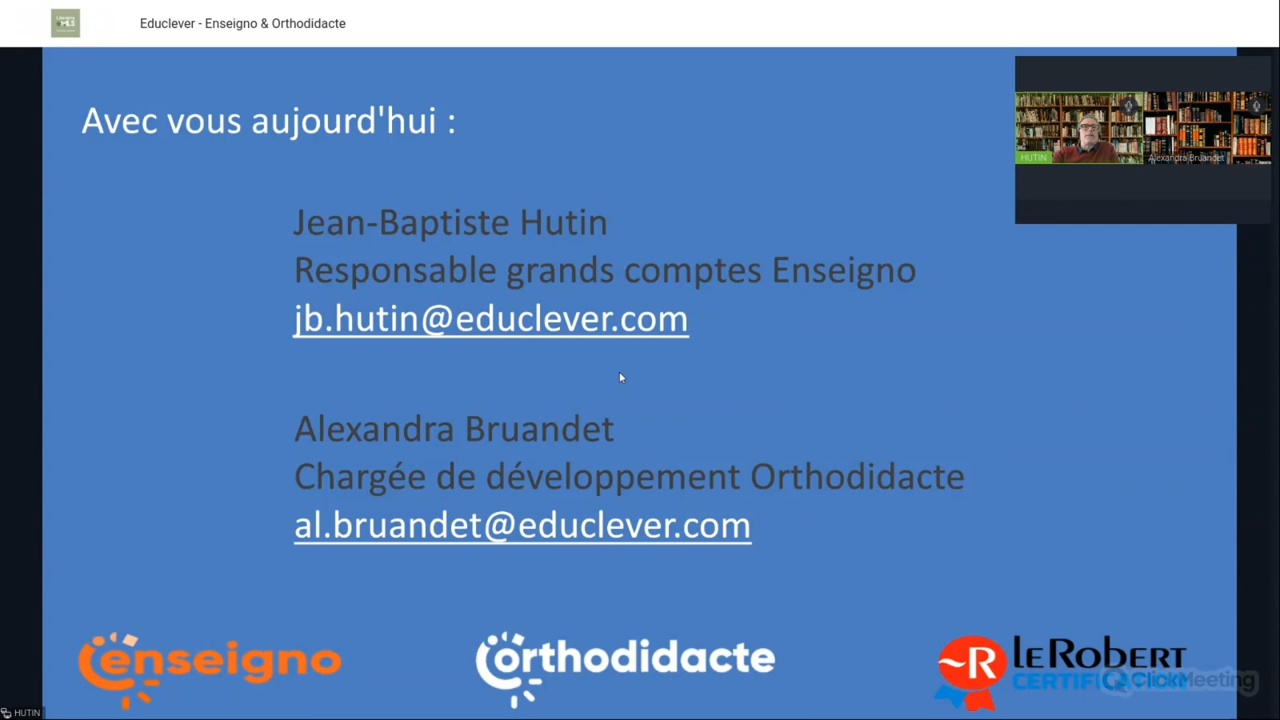 Educlever - Enseigno & Orthodidacte
Avec vous aujourd'hui :
HUTIN
Alexandra Bruandet
Jean-Baptiste Hutin
Responsable grands comptes Enseigno
jb.hutin@educlever.com
Alexandra Bruandet
Chargée de développement Orthodidacte
al.bruandet@educlever.com
enseigno
orthodidacte
R
LE ROBERT
CERTIFICATION
ClickMeeting
HUTIN